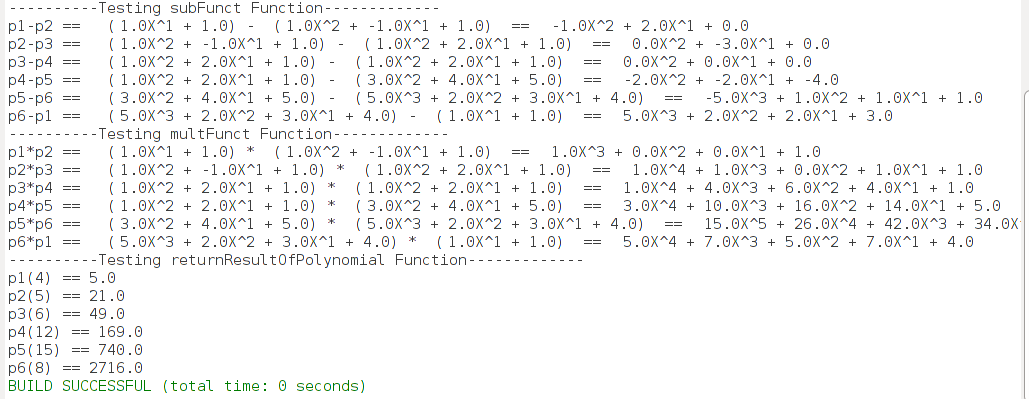 ----------Testing subFunct Function-------------
p1-p2 ==   ( 1.0X^1 + 1.0) -  ( 1.0X^2 + -1.0X^1 + 1.0)  ==  -1.0X^2 + 2.0X^1 + 0.0
p2-p3 ==   ( 1.0X^2 + -1.0X^1 + 1.0) -  ( 1.0X^2 + 2.0X^1 + 1.0)  ==  0.0X^2 + -3.0X^1 + 0.0
p3-p4 ==   ( 1.0X^2 + 2.0X^1 + 1.0) -  ( 1.0X^2 + 2.0X^1 + 1.0)  ==  0.0X^2 + 0.0X^1 + 0.0
p4-p5 ==   ( 1.0X^2 + 2.0X^1 + 1.0) -  ( 3.0X^2 + 4.0X^1 + 5.0)  ==  -2.0X^2 + -2.0X^1 + -4.0
p5-p6 ==   ( 3.0X^2 + 4.0X^1 + 5.0) -  ( 5.0X^3 + 2.0X^2 + 3.0X^1 + 4.0)  ==  -5.0X^3 + 1.0X^2 + 1.0X^1 + 1.0
p6-p1 ==   ( 5.0X^3 + 2.0X^2 + 3.0X^1 + 4.0) -  ( 1.0X^1 + 1.0)  ==  5.0X^3 + 2.0X^2 + 2.0X^1 + 3.0
----------Testing multFunct Function-------------
p1*p2 ==   ( 1.0X^1 + 1.0) *  ( 1.0X^2 + -1.0X^1 + 1.0)  ==  1.0X^3 + 0.0X^2 + 0.0X^1 + 1.0
p2*p3 ==   ( 1.0X^2 + -1.0X^1 + 1.0) *  ( 1.0X^2 + 2.0X^1 + 1.0)  ==  1.0X^4 + 1.0X^3 + 0.0X^2 + 1.0X^1 + 1.0
p3*p4 ==   ( 1.0X^2 + 2.0X^1 + 1.0) *  ( 1.0X^2 + 2.0X^1 + 1.0)  ==  1.0X^4 + 4.0X^3 + 6.0X^2 + 4.0X^1 + 1.0
p4*p5 ==   ( 1.0X^2 + 2.0X^1 + 1.0) *  ( 3.0X^2 + 4.0X^1 + 5.0)  ==  3.0X^4 + 10.0X^3 + 16.0X^2 + 14.0X^1 + 5.0
p5*p6 ==   ( 3.0X^2 + 4.0X^1 + 5.0) *  ( 5.0X^3 + 2.0X^2 + 3.0X^1 + 4.0)  ==  15.0X^5 + 26.0X^4 + 42.0X^3 + 34.0X
p6*p1 ==   ( 5.0X^3 + 2.0X^2 + 3.0X^1 + 4.0) *  ( 1.0X^1 + 1.0)  ==  5.0X^4 + 7.0X^3 + 5.0X^2 + 7.0X^1 + 4.0
----------Testing returnResultOfPolynomial Function-------------
p1(4) == 5.0
p2(5) == 21.0
p3(6) == 49.0
p4(12) == 169.0
p5(15) == 740.0
p6(8) == 2716.0
BUILD SUCCESSFUL (total time: 0 seconds)